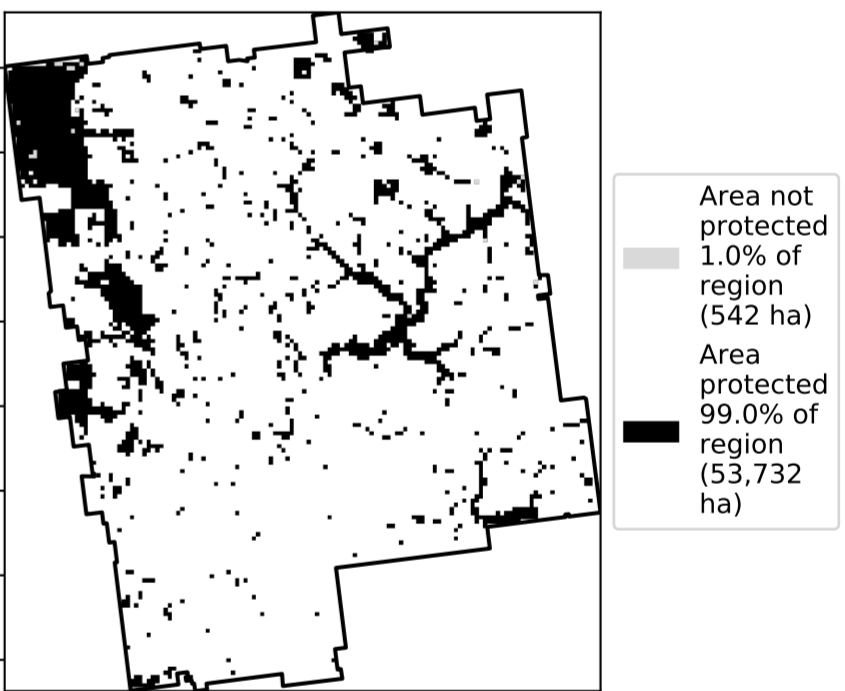 Area not
protected
1.0% of
region
(542 ha)
Area
protected
99.0% of
region
(53,732
ha)